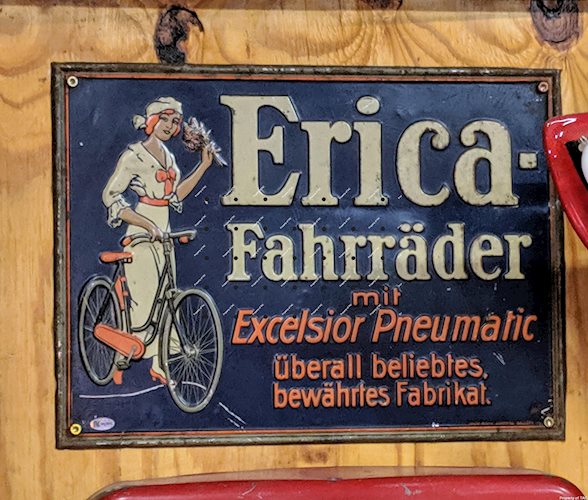 Erica-
Fahrräder
mit
Excelsior Pneumatic
überall beliebtes,
bewährtes Fabrikat.